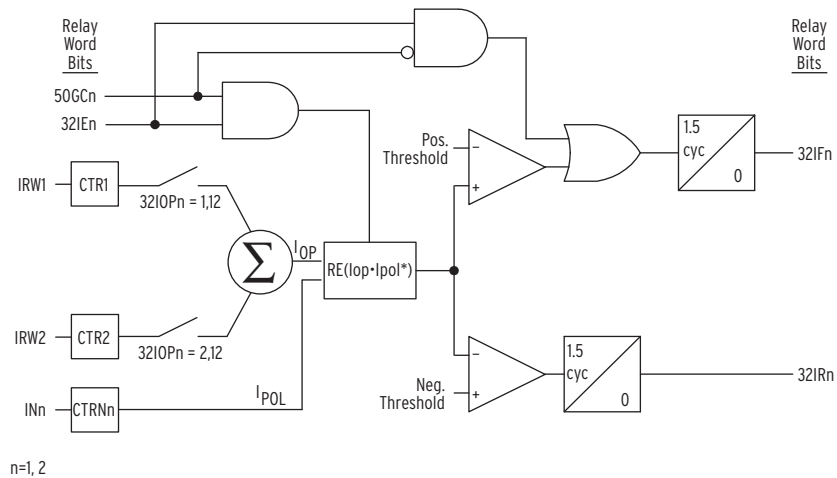 Relay
Word
Bits
Relay
Word
Bits
50GCn
32IEn
Pos.
Threshold
−
+
1.5
cyc
0
32IFn
IRW1
CTR1
32IOPn = 1,12
Σ
IOP
RE(Iop•Ipol*)
IRW2
CTR2
32IOPn = 2,12
−
+
Neg.
Threshold
1.5
cyc
0
32IRn
INn
CTRNn
IPOL
n=1, 2